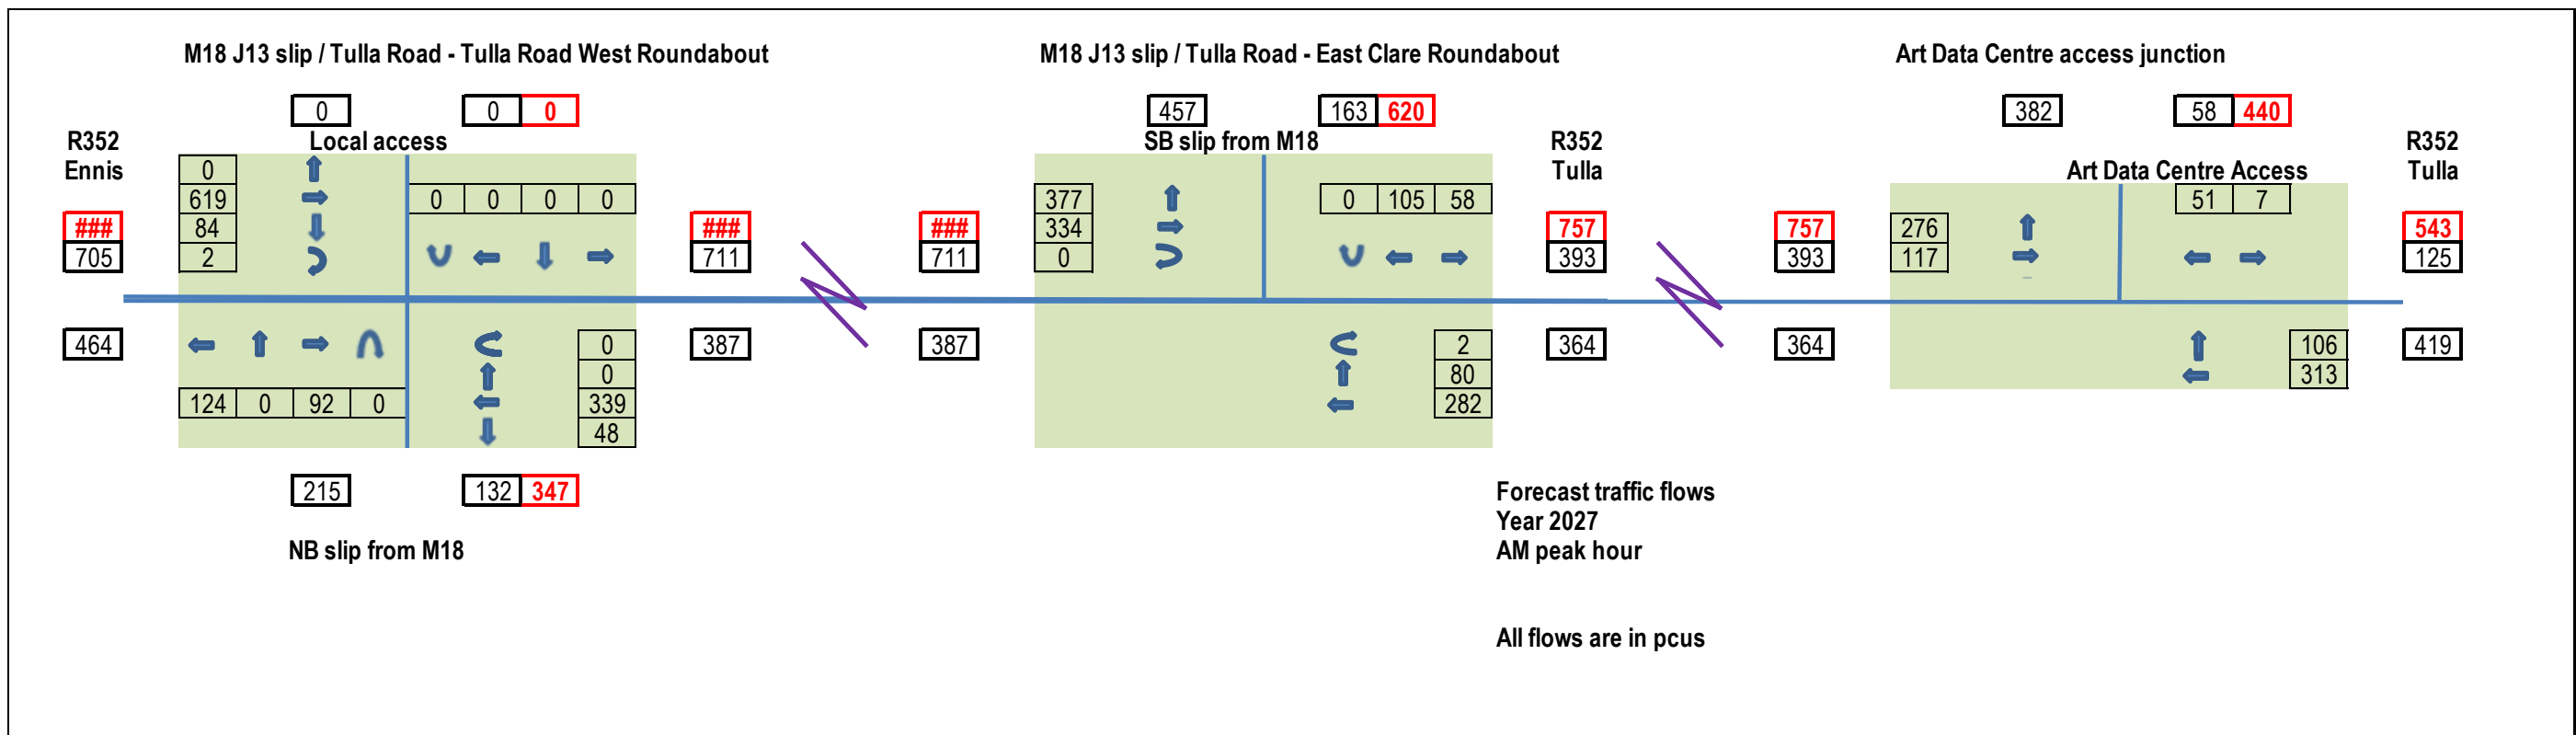 M18 J13 slip / Tulla Road - Tulla Road West Roundabout M18 J13 slip / Tulla Road - East Clare Roundabout Art Data Centre access junction
0 0 0 457 163 620 382 58 440
R352 Local access SB slip from M18 R352 R352
Ennis 0 Tulla Art Data Centre Access Tulla
619 0 0 0 0 377 0 105 58 51 7
### 84 ### ### 334 757 757 276 543
705 2 711 711 0 393 393 117 125
464 0 387 387 2 364 364 106 419
0 80 313
124 0 92 0 339 282
48
215 132 347 Forecast traffic flows
Year 2027
NB slip from M18 AM peak hour
All flows are in pcus